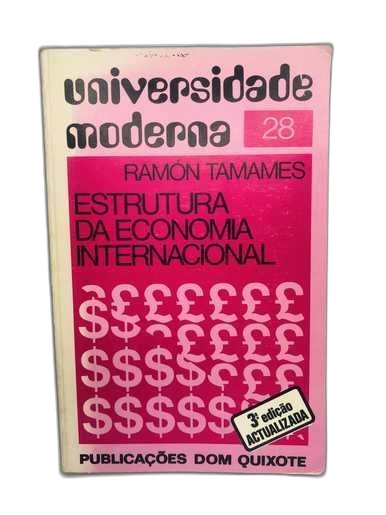 universidade
moderna 28
RAMÓN TAMAMES
ESTRUTURA
DA ECONOMIA
INTERNACIONAL
£££££££
$£££££
$$$£££
$$$$$££
$$$$$$
3ª edição
ACTUALIZADA
PUBLICAÇÕES DOM QUIXOTE